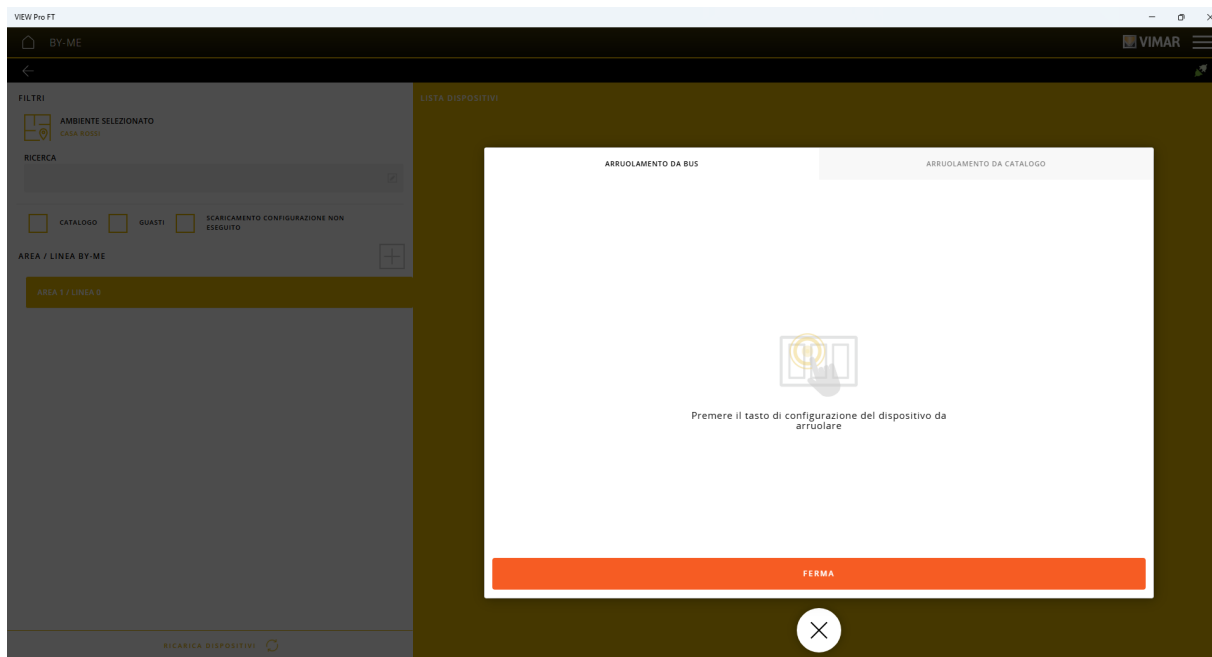 VIEW Pro FT
BY-ME
VIMAR
FILTRI
AMBIENTE SELEZIONATO
CASA ROSSI
RICERCA
CATALOGO
GUASTI
SCARICAMENTO CONFIGURAZIONE NON
ESEGUITO
AREA / LINEA BY-ME
AREA 1 / LINEA 0
RICARICA DISPOSITIVI
LISTA DISPOSITIVI
ARRUOLAMENTO DA BUS
ARRUOLAMENTO DA CATALOGO
Premere il tasto di configurazione del dispositivo da
arruolare
FERMA